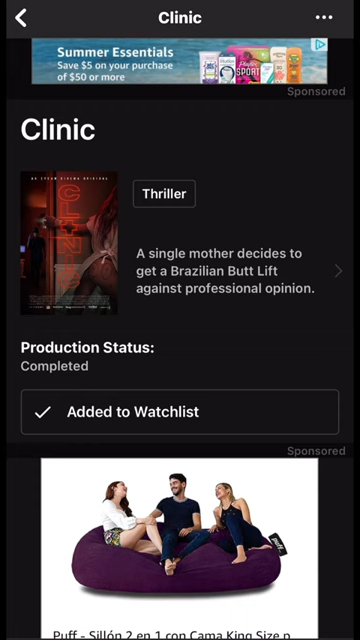 Clinic
Summer Essentials
Save $5 on your purchase
of $50 or more
SPORT
Sponsored
Clinic
CLINIC
Thriller
A single mother decides to
get a Brazilian Butt Lift
against professional opinion.
Production Status:
Completed
Added to Watchlist
Sponsored
PUFF
Puff - Sillón 2 en 1 con Cama King Size p